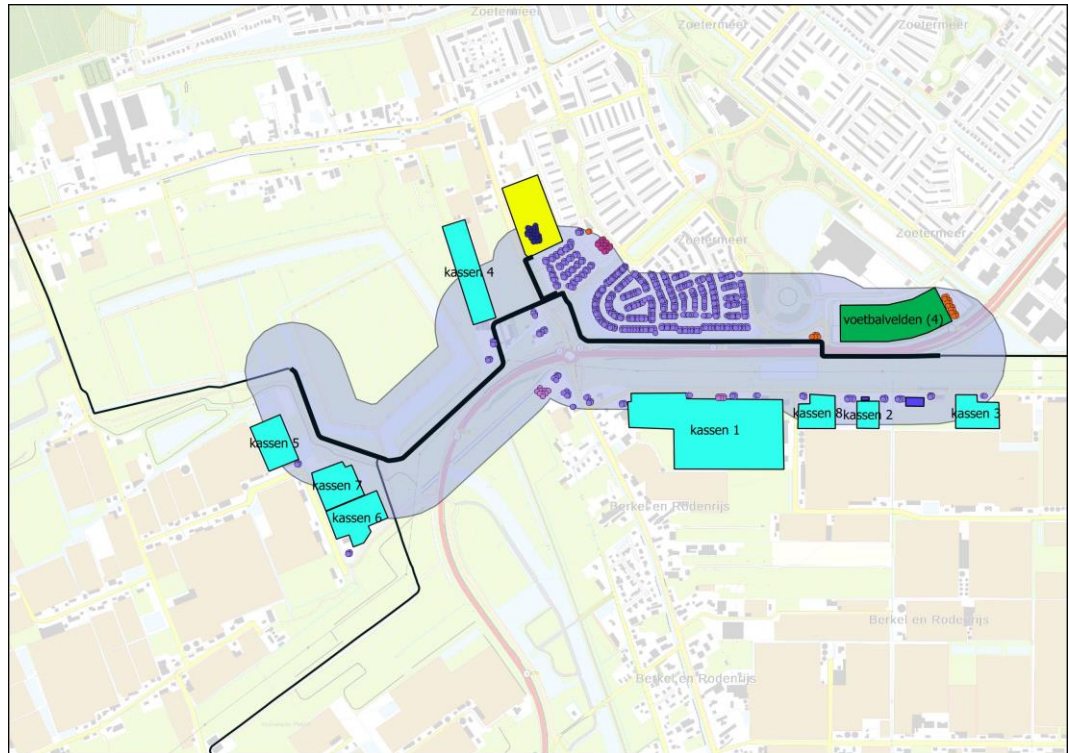 Zoetermeer
Zoetermeer
Zoetermeer
Zoetermeer
Zoetermeer
kassen 4
voetbalvelden (4)
kassen 8
kassen 2
kassen 3
kassen 1
kassen 5
kassen 7
kassen 6
Berkel en Rodenrijs
Berkel en Rodenrijs
Berkel en Rodenrijs